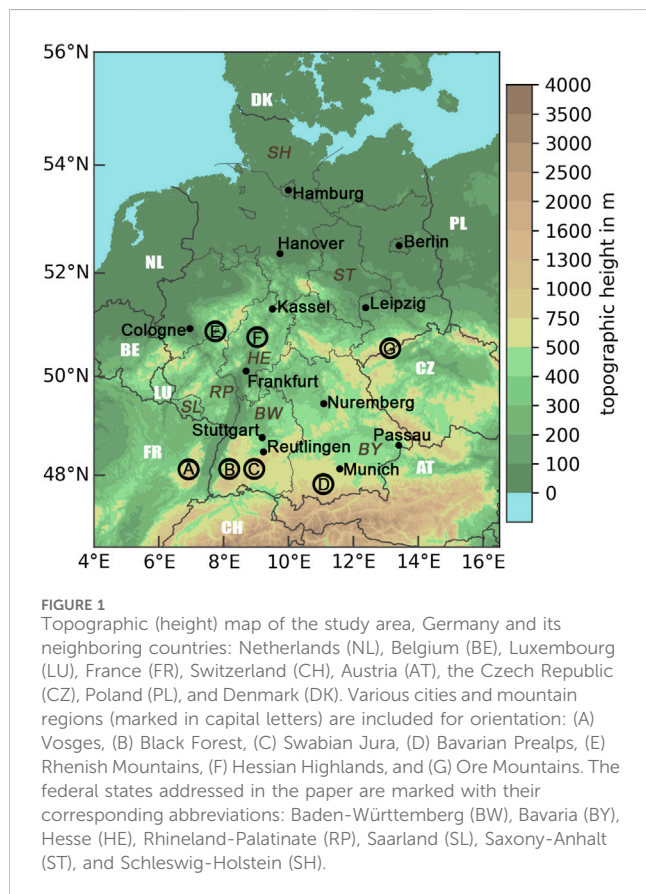 56°N
54°N
52°N
50°N
48°N
4°E
6°E
8°E
10°E
12°E
14°E
16°E
DK
SH
Hamburg
PL
Hanover
Berlin
NL
ST
Kassel
Leipzig
Cologne
E
F
G
BE
HE
CZ
LU
RP
Frankfurt
SL
BW
Nuremberg
Stuttgart
Passau
FR
Reutlingen
BY
A
B
C
Munich
AT
D
CH
4000
3500
3000
2000
1600
1300
1000
750
500
400
300
200
100
0
topographic height in m
FIGURE 1
Topographic (height) map of the study area, Germany and its
neighboring countries: Netherlands (NL), Belgium (BE), Luxembourg
(LU), France (FR), Switzerland (CH), Austria (AT), the Czech Republic
(CZ), Poland (PL), and Denmark (DK). Various cities and mountain
regions (marked in capital letters) are included for orientation: (A)
Vosges, (B) Black Forest, (C) Swabian Jura, (D) Bavarian Prealps, (E)
Rhenish Mountains, (F) Hessian Highlands, and (G) Ore Mountains. The
federal states addressed in the paper are marked with their
corresponding abbreviations: Baden-Württemberg (BW), Bavaria (BY),
Hesse (HE), Rhineland-Palatinate (RP), Saarland (SL), Saxony-Anhalt
(ST), and Schleswig-Holstein (SH).